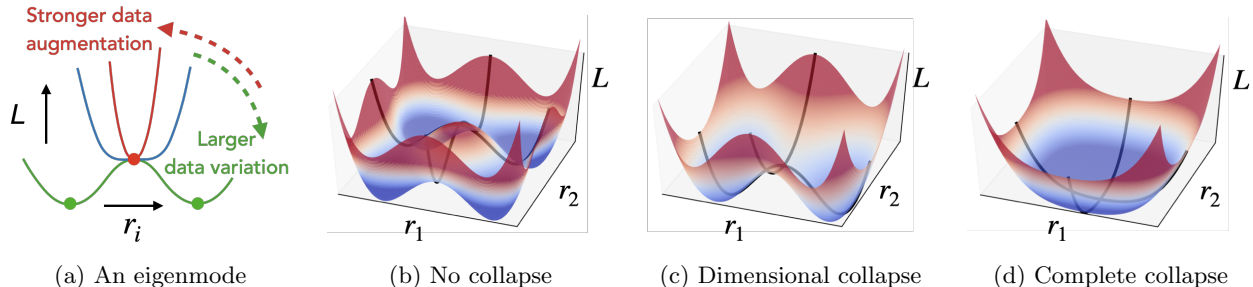 Stronger data
augmentation
L
Larger
data variation
r_i
(a) An eigenmode
L
r_2
r_1
(b) No collapse
L
r_2
r_1
(c) Dimensional collapse
L
r_2
r_1
(d) Complete collapse